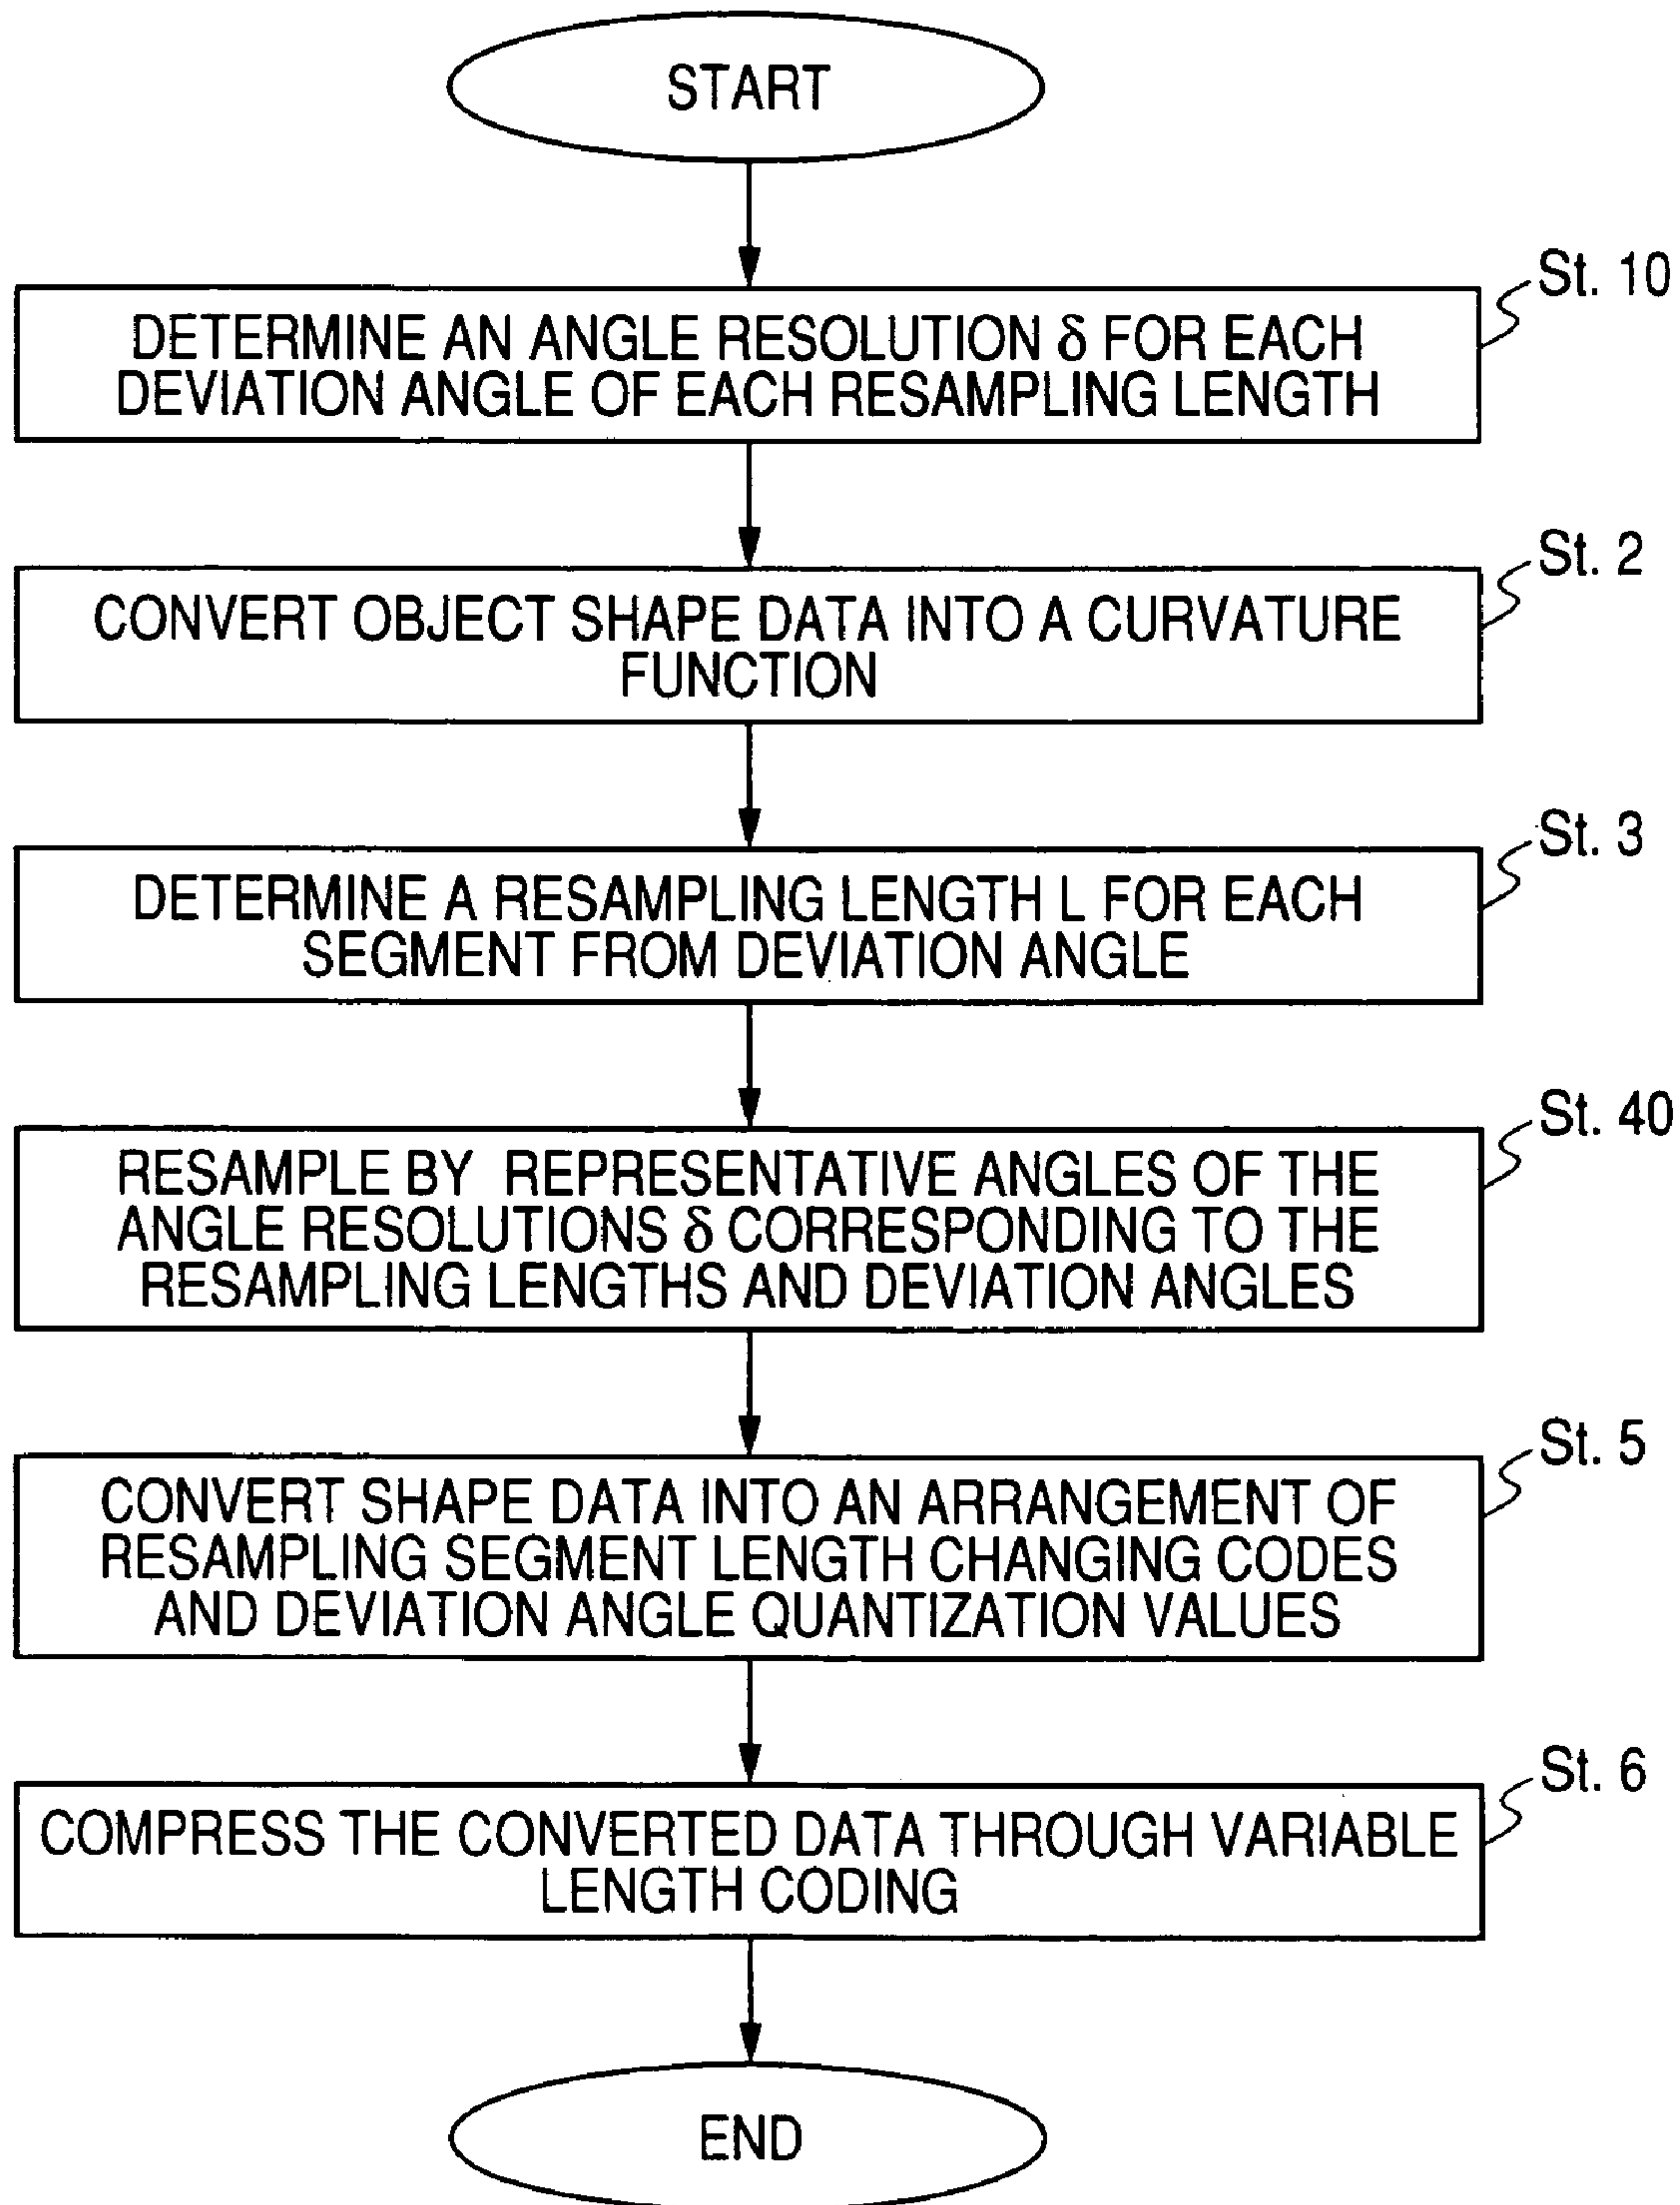 START
St. 10
DETERMINE AN ANGLE RESOLUTION δ FOR EACH
DEVIATION ANGLE OF EACH RESAMPLING LENGTH
St. 2
CONVERT OBJECT SHAPE DATA INTO A CURVATURE
FUNCTION
St. 3
DETERMINE A RESAMPLING LENGTH L FOR EACH
SEGMENT FROM DEVIATION ANGLE
St. 40
RESAMPLE BY REPRESENTATIVE ANGLES OF THE
ANGLE RESOLUTIONS δ CORRESPONDING TO THE
RESAMPLING LENGTHS AND DEVIATION ANGLES
St. 5
CONVERT SHAPE DATA INTO AN ARRANGEMENT OF
RESAMPLING SEGMENT LENGTH CHANGING CODES
AND DEVIATION ANGLE QUANTIZATION VALUES
St. 6
COMPRESS THE CONVERTED DATA THROUGH VARIABLE
LENGTH CODING
END